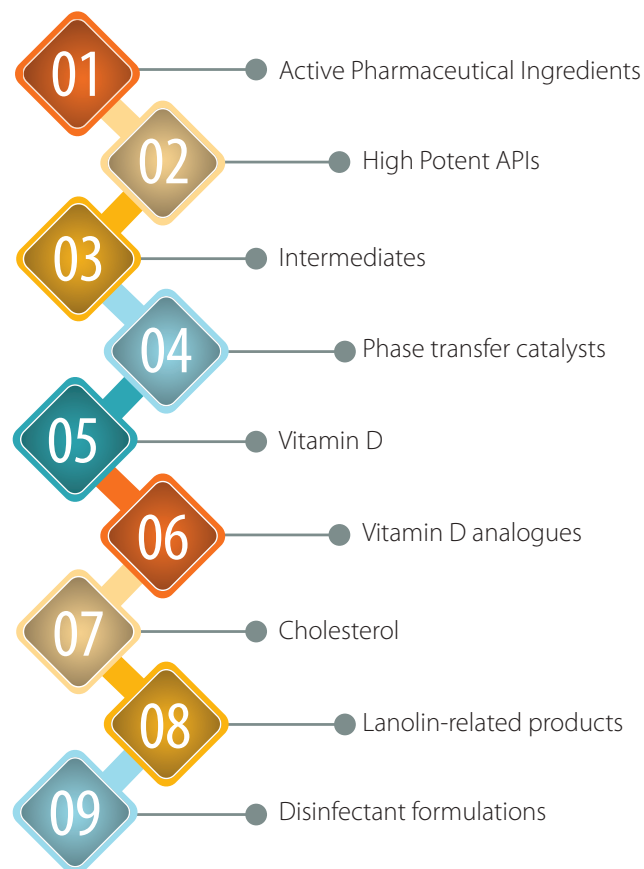 01
Active Pharmaceutical Ingredients
02
High Potent APIs
03
Intermediates
04
Phase transfer catalysts
05
Vitamin D
06
Vitamin D analogues
07
Cholesterol
08
Lanolin-related products
09
Disinfectant formulations